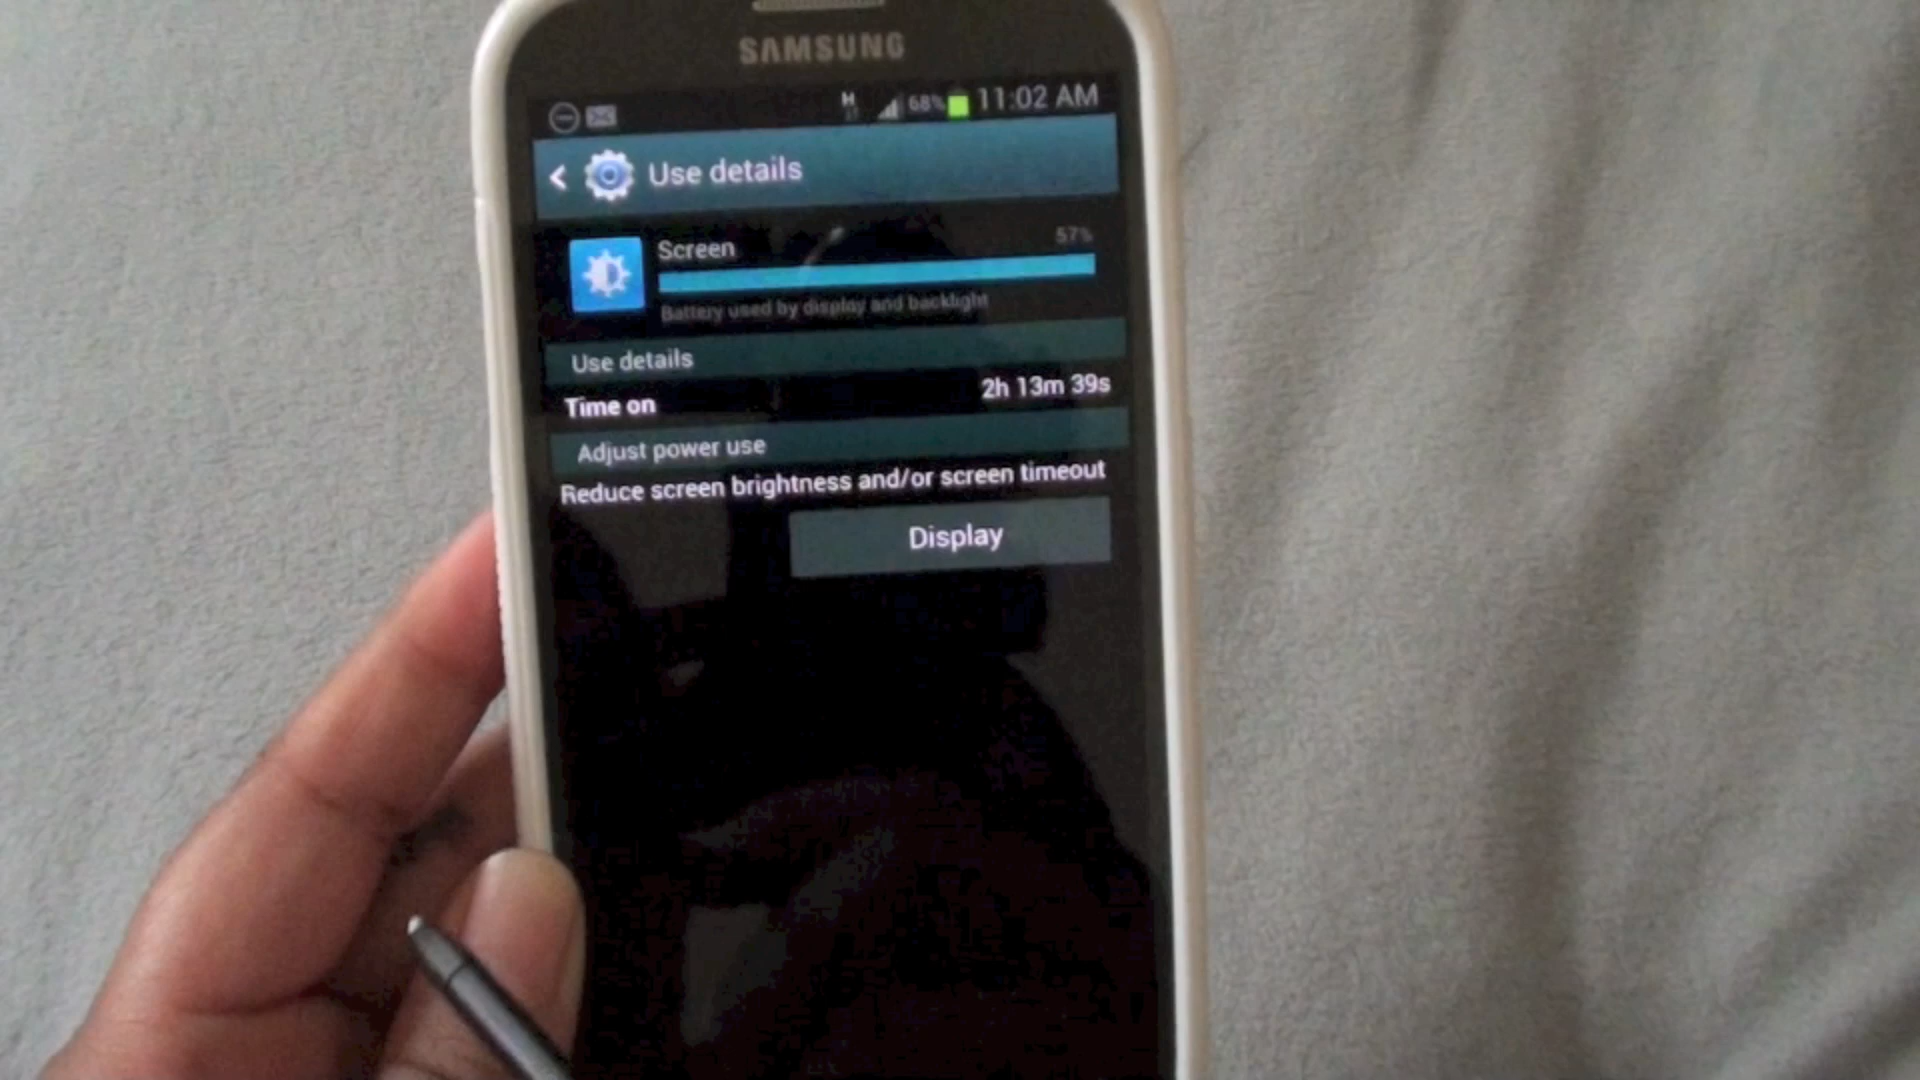 SAMSUNG
H 68% 11:02 AM
< Use details
Screen 57%
Battery used by display and backlight
Use details
Time on 2h 13m 39s
Adjust power use
Reduce screen brightness and/or screen timeout
Display